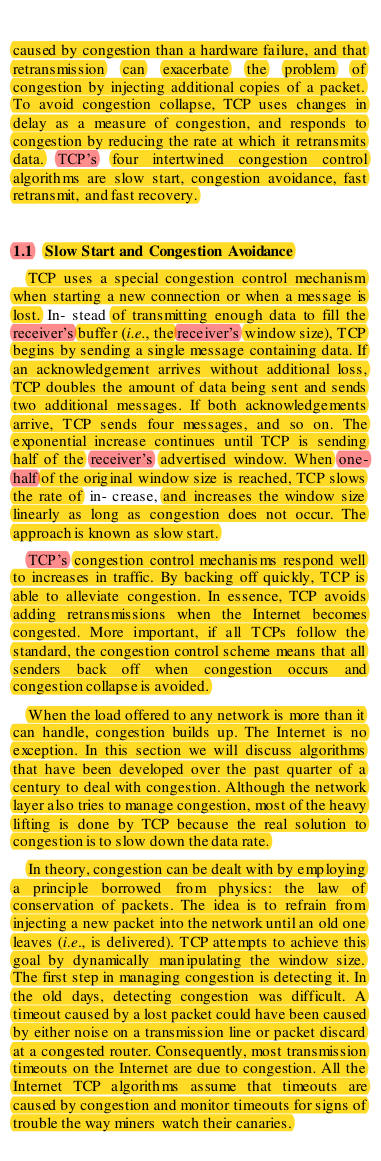 caused by congestion than a hardware failure, and that
retransmission can exacerbate the problem of
congestion by injecting additional copies of a packet.
To avoid congestion collapse, TCP uses changes in
delay as a measure of congestion, and responds to
congestion by reducing the rate at which it retransmits
data. TCP's four intertwined congestion control
algorithms are slow start, congestion avoidance, fast
retransmit, and fast recovery.
1.1 Slow Start and Congestion Avoidance
TCP uses a special congestion control mechanism
when starting a new connection or when a message is
lost. In- stead of transmitting enough data to fill the
receiver's buffer (i.e., the receiver's window size), TCP
begins by sending a single message containing data. If
an acknowledgement arrives without additional loss,
TCP doubles the amount of data being sent and sends
two additional messages. If both acknowledgements
arrive, TCP sends four messages, and so on. The
exponential increase continues until TCP is sending
half of the receiver's advertised window. When one-
half of the original window size is reached, TCP slows
the rate of in- crease, and increases the window size
linearly as long as congestion does not occur. The
approach is known as slow start.
TCP's congestion control mechanisms respond well
to increases in traffic. By backing off quickly, TCP is
able to alleviate congestion. In essence, TCP avoids
adding retransmissions when the Internet becomes
congested. More important, if all TCPs follow the
standard, the congestion control scheme means that all
senders back off when congestion occurs and
congestion collapse is avoided.
When the load offered to any network is more than it
can handle, congestion builds up. The Internet is no
exception. In this section we will discuss algorithms
that have been developed over the past quarter of a
century to deal with congestion. Although the network
layer also tries to manage congestion, most of the heavy
lifting is done by TCP because the real solution to
congestion is to slow down the data rate.
In theory, congestion can be dealt with by employing
a principle borrowed from physics: the law of
conservation of packets. The idea is to refrain from
injecting a new packet into the network until an old one
leaves (i.e., is delivered). TCP attempts to achieve this
goal by dynamically manipulating the window size.
The first step in managing congestion is detecting it. In
the old days, detecting congestion was difficult. A
timeout caused by a lost packet could have been caused
by either noise on a transmission line or packet discard
at a congested router. Consequently, most transmission
timeouts on the Internet are due to congestion. All the
Internet TCP algorithms assume that timeouts are
caused by congestion and monitor timeouts for signs of
trouble the way miners watch their canaries.